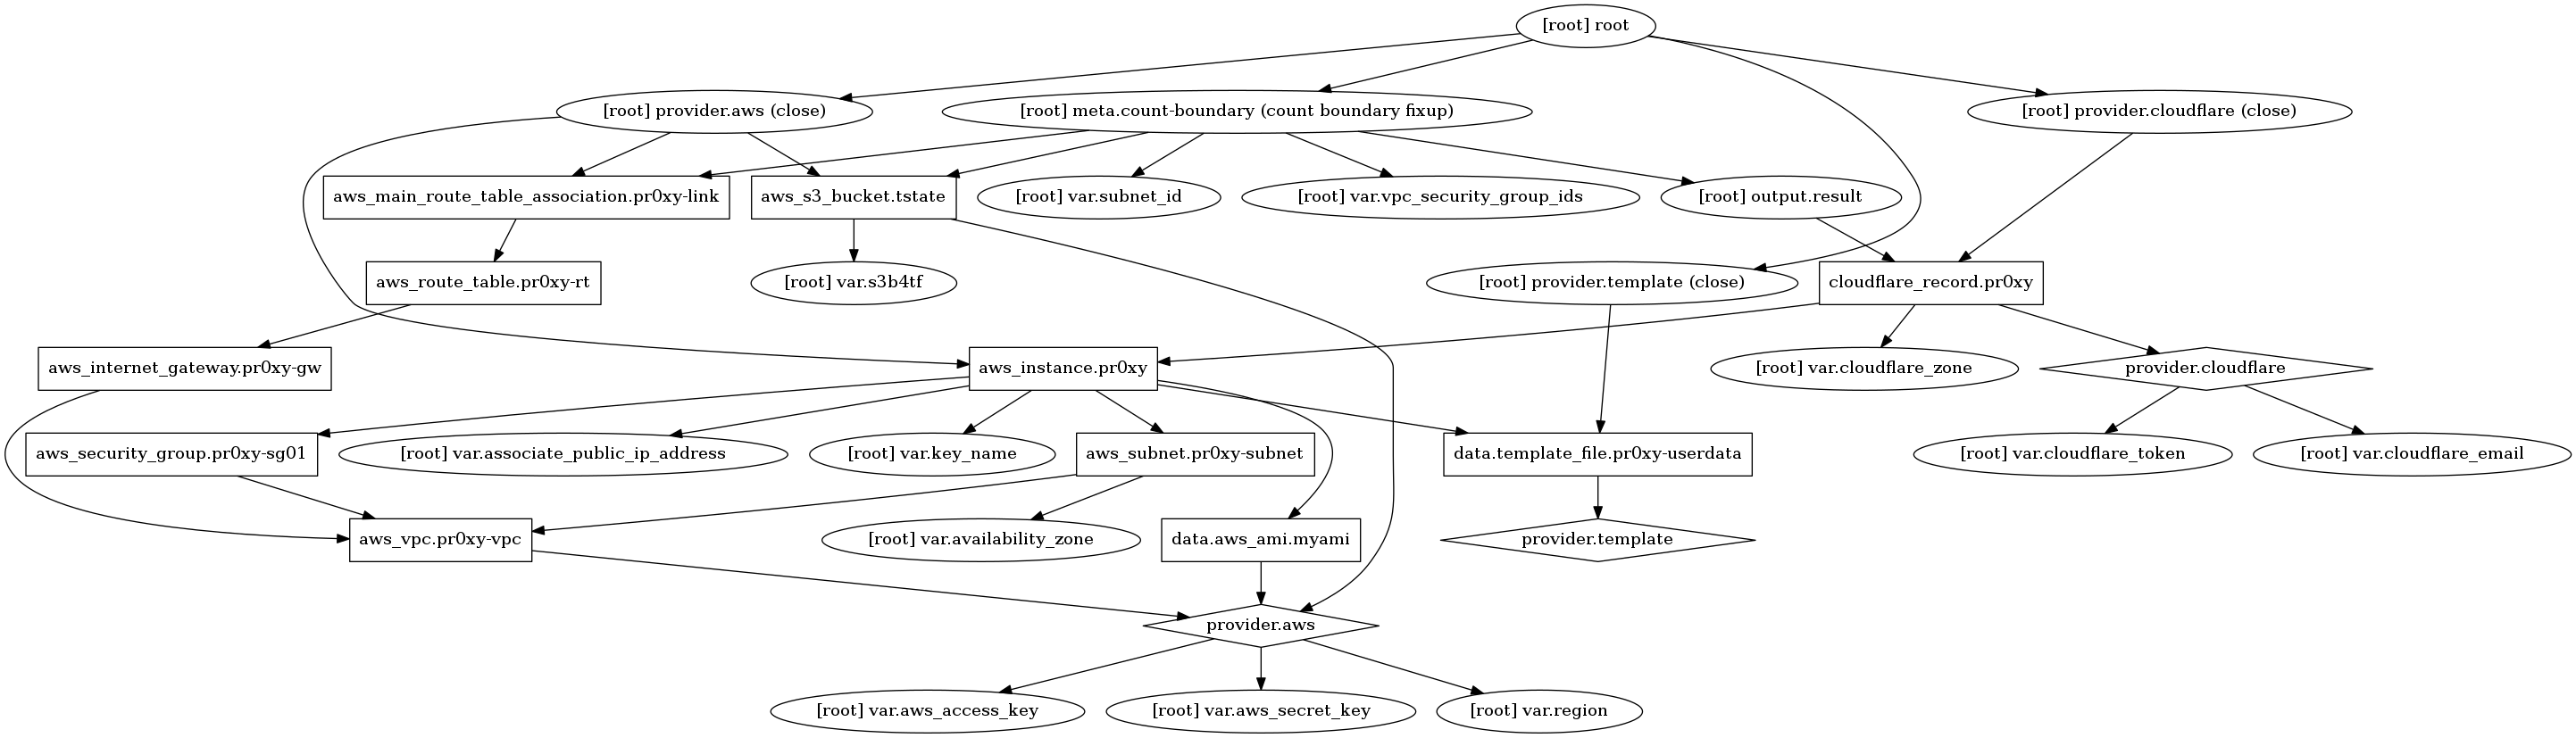 [root] root
[root] provider.aws (close)
[root] meta.count-boundary (count boundary fixup)
[root] provider.cloudflare (close)
aws_main_route_table_association.pr0xy-link
aws_s3_bucket.tstate
[root] var.subnet_id
[root] var.vpc_security_group_ids
[root] output.result
aws_route_table.pr0xy-rt
[root] var.s3b4tf
[root] provider.template (close)
cloudflare_record.pr0xy
aws_internet_gateway.pr0xy-gw
aws_instance.pr0xy
[root] var.cloudflare_zone
provider.cloudflare
aws_security_group.pr0xy-sg01
[root] var.associate_public_ip_address
[root] var.key_name
aws_subnet.pr0xy-subnet
data.template_file.pr0xy-userdata
[root] var.cloudflare_token
[root] var.cloudflare_email
aws_vpc.pr0xy-vpc
[root] var.availability_zone
data.aws_ami.myami
provider.template
provider.aws
[root] var.aws_access_key
[root] var.aws_secret_key
[root] var.region